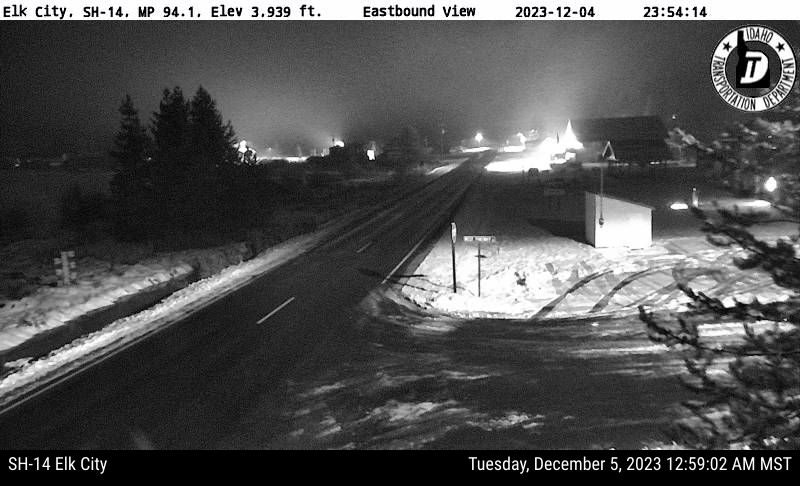 Elk City, SH-14, MP 94.1, Elev 3,939 ft. Eastbound View 2023-12-04 23:54:14
IDAHO
TRANSPORTATION DEPARTMENT
SH-14 Elk City Tuesday, December 5, 2023 12:59:02 AM MST